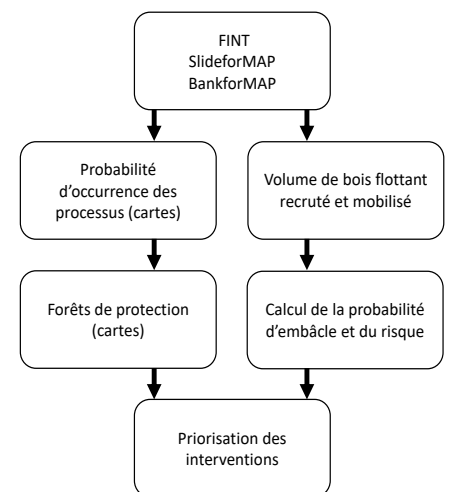 FINT
SlideforMAP
BankforMAP
Probabilité
d'occurrence des
processus (cartes)
Volume de bois flottant
recruté et mobilisé
Forêts de protection
(cartes)
Calcul de la probabilité
d'embâcle et du risque
Priorisation des
interventions